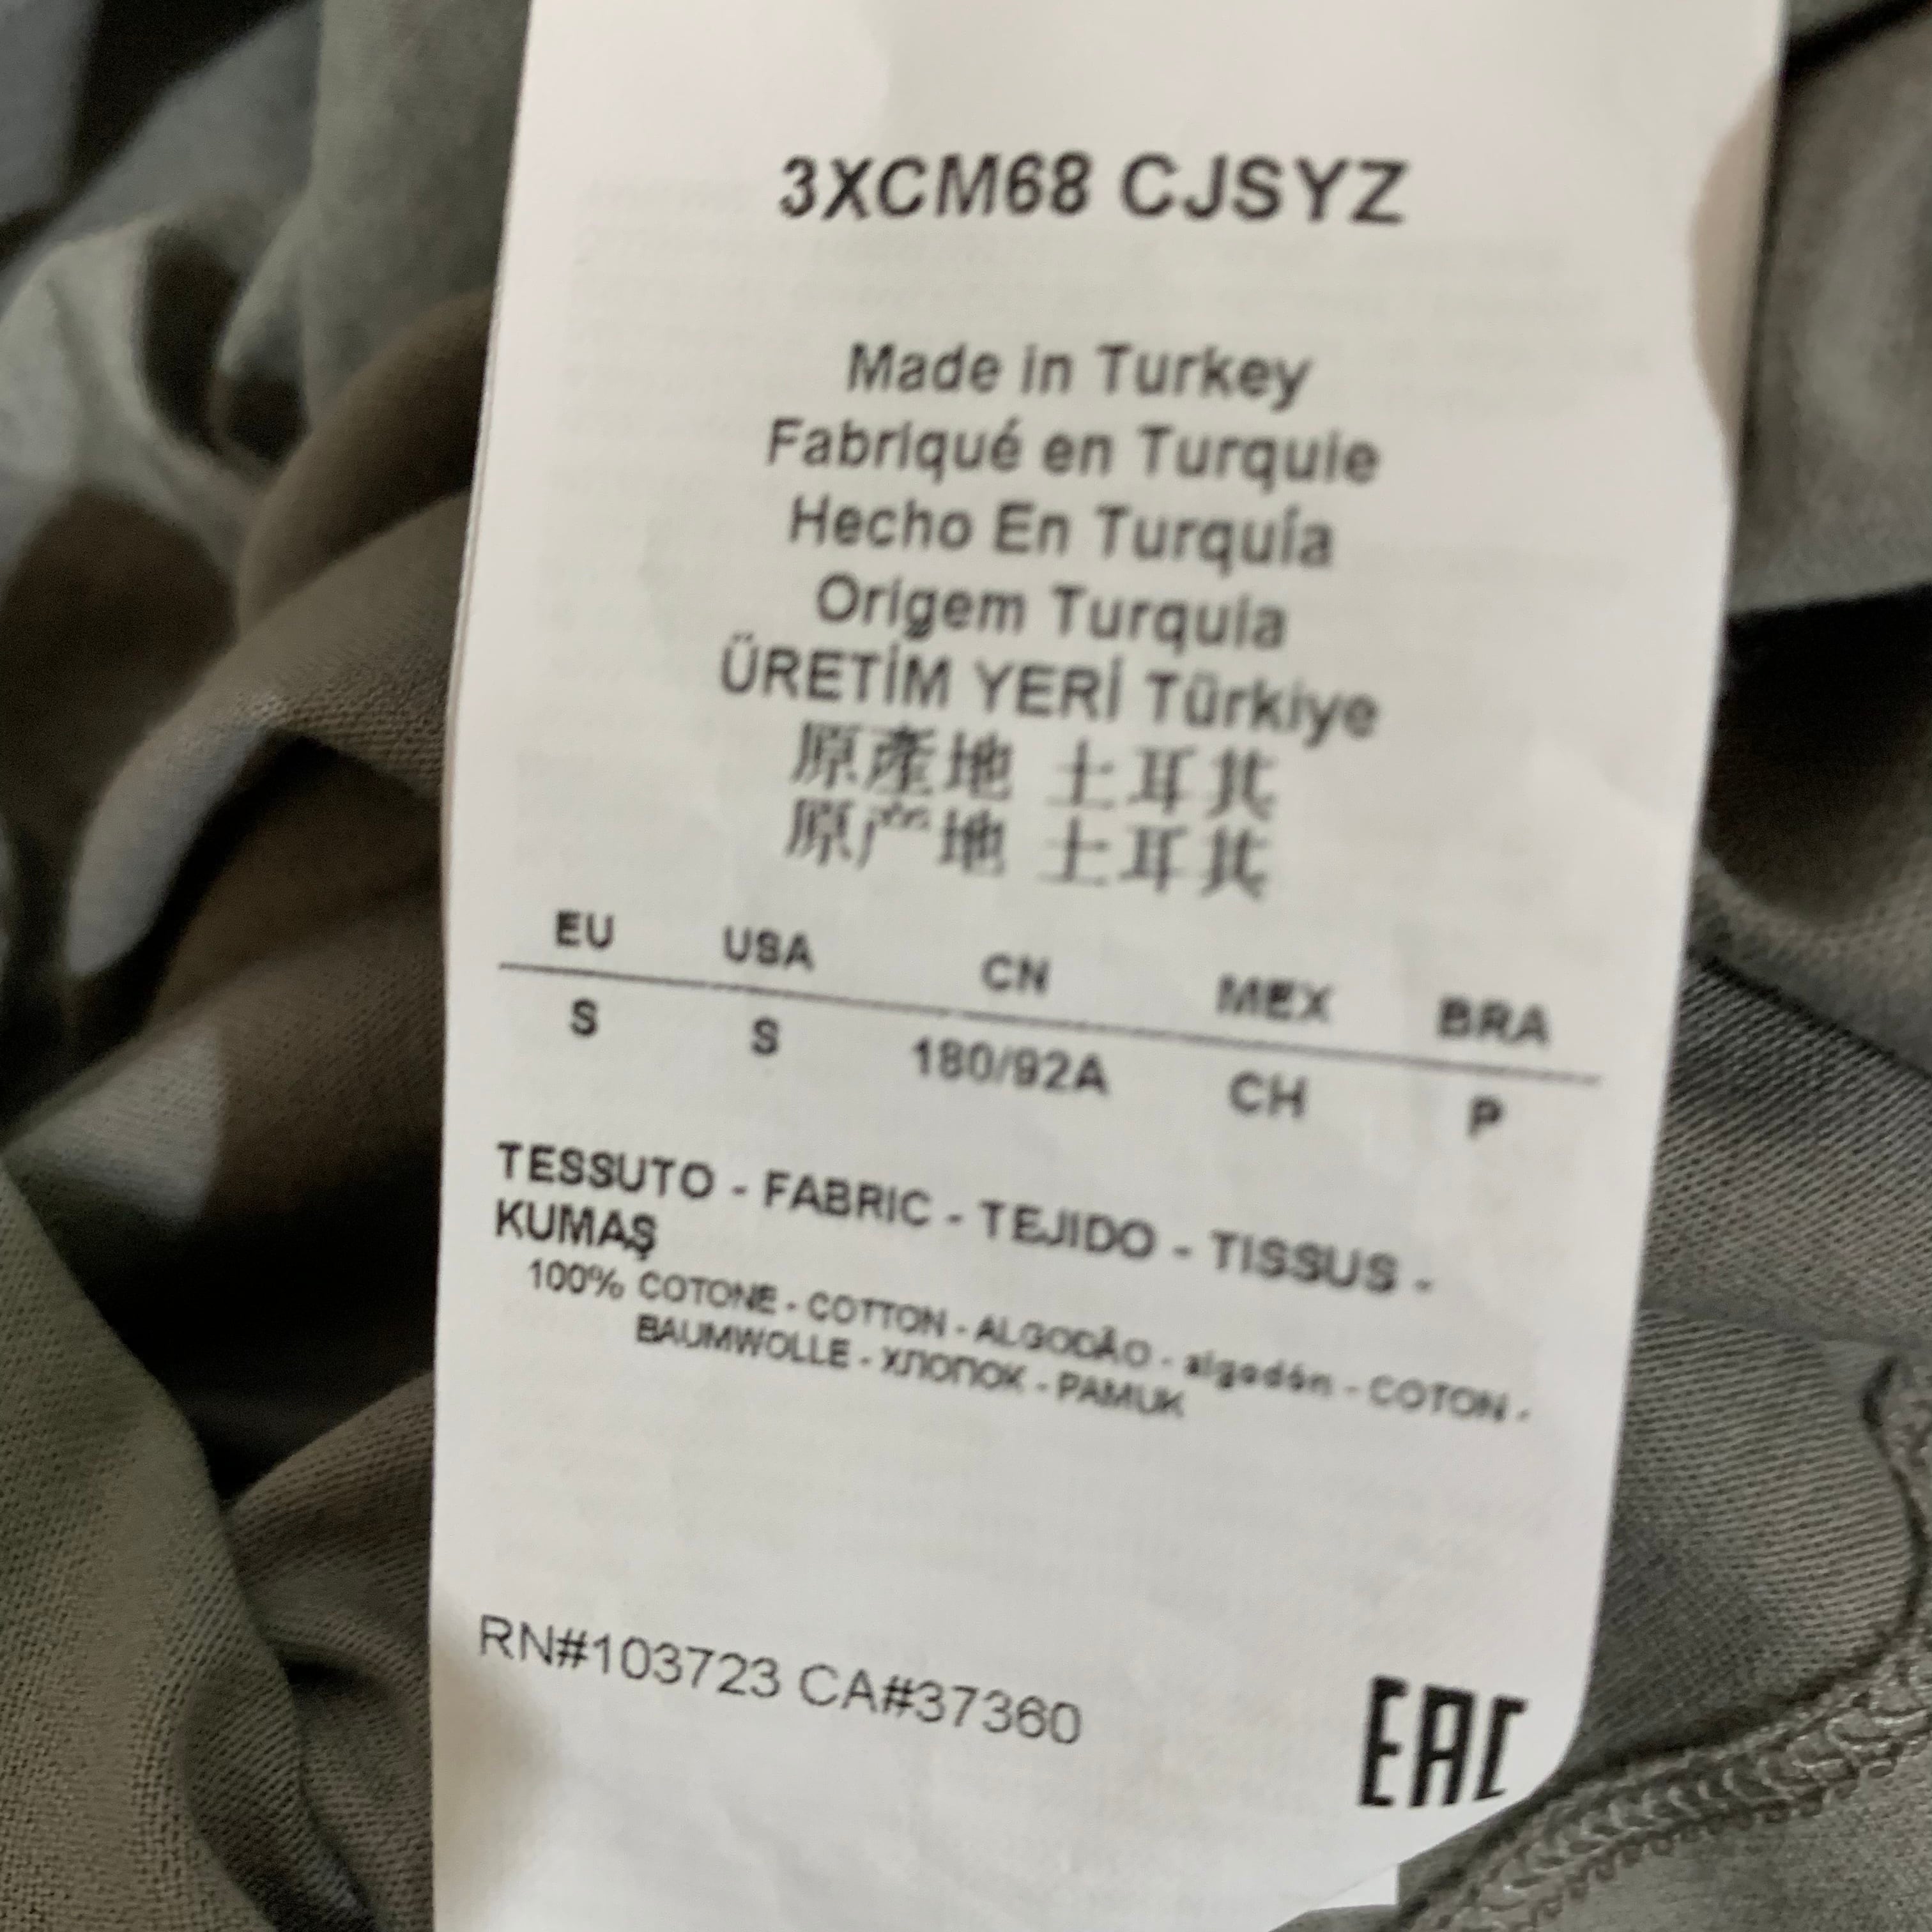 3XCM68 CJSYZ
Made in Turkey
Fabriqué en Turquie
Hecho En Turquía
Origem Turquia
ÜRETİM YERİ Türkiye
原產地 土耳其
原产地 土耳其
EU USA CN MEX BRA
S S 180/92A CH P
TESSUTO - FABRIC - TEJIDO - TISSUS -
KUMAŞ
100% COTONE - COTTON - ALGODÃO - algodón - COTON -
BAUMWOLLE - ХЛОПОК - PAMUK
RN#103723 CA#37360
EAC